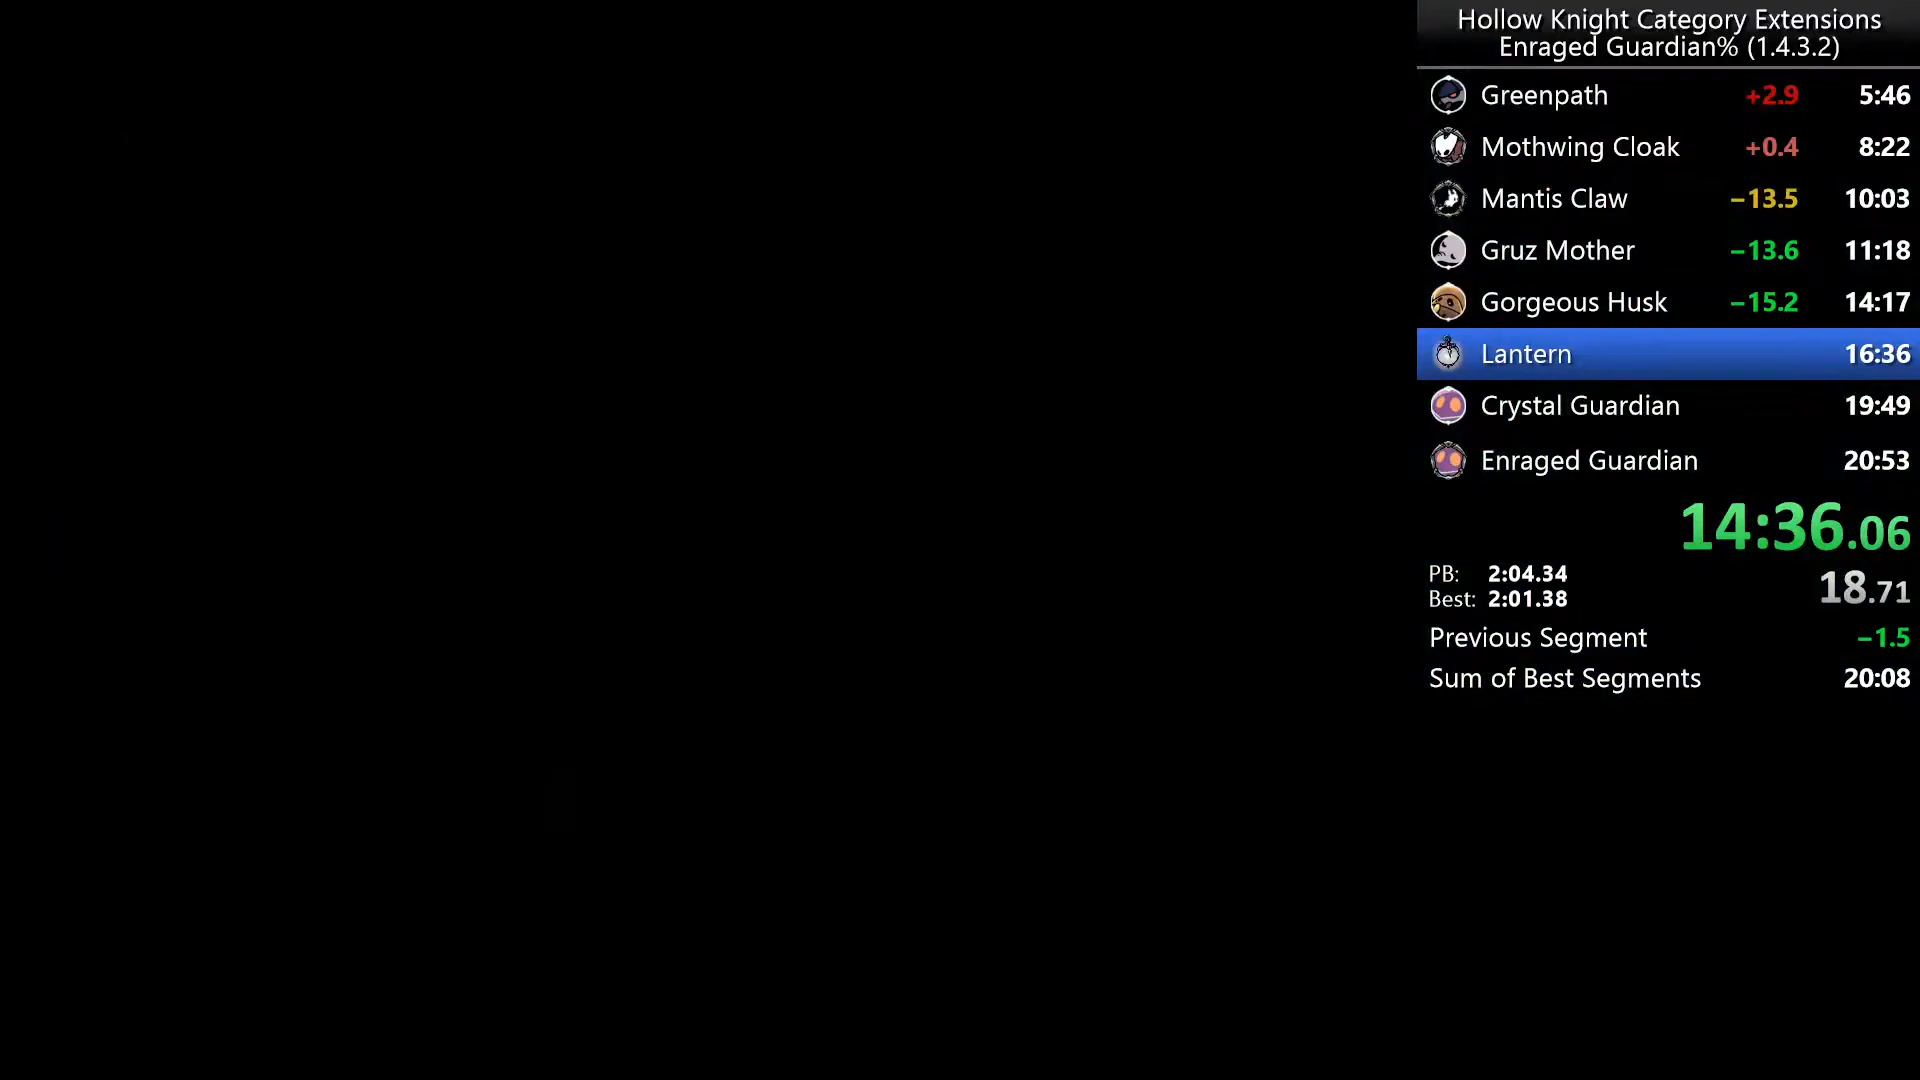 Hollow Knight Category Extensions
Enraged Guardian% (1.4.3.2)
Greenpath +2.9 5:46
Mothwing Cloak +0.4 8:22
Mantis Claw −13.5 10:03
Gruz Mother −13.6 11:18
Gorgeous Husk −15.2 14:17
Lantern 16:36
Crystal Guardian 19:49
Enraged Guardian 20:53
14:36.06
PB: 2:04.34
Best: 2:01.38
18.71
Previous Segment −1.5
Sum of Best Segments 20:08